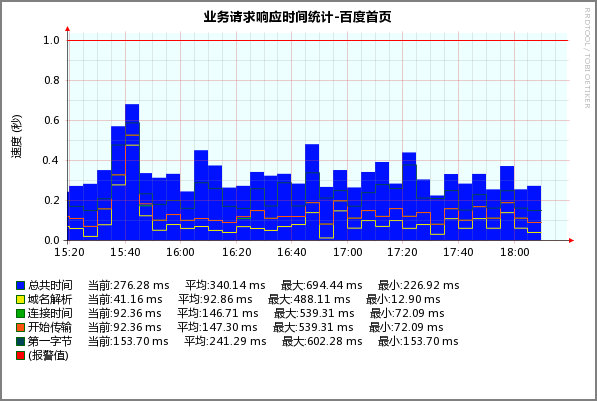 业务请求响应时间统计-百度首页
RRDTOOL / TOBI OETIKER
速度 (秒)
1.0
0.8
0.6
0.4
0.2
0.0
15:20 15:40 16:00 16:20 16:40 17:00 17:20 17:40 18:00
总共时间 当前:276.28 ms 平均:340.14 ms 最大:694.44 ms 最小:226.92 ms
域名解析 当前:41.16 ms 平均:92.86 ms 最大:488.11 ms 最小:12.90 ms
连接时间 当前:92.36 ms 平均:146.71 ms 最大:539.31 ms 最小:72.09 ms
开始传输 当前:92.36 ms 平均:147.30 ms 最大:539.31 ms 最小:72.09 ms
第一字节 当前:153.70 ms 平均:241.29 ms 最大:602.28 ms 最小:153.70 ms
(报警值)